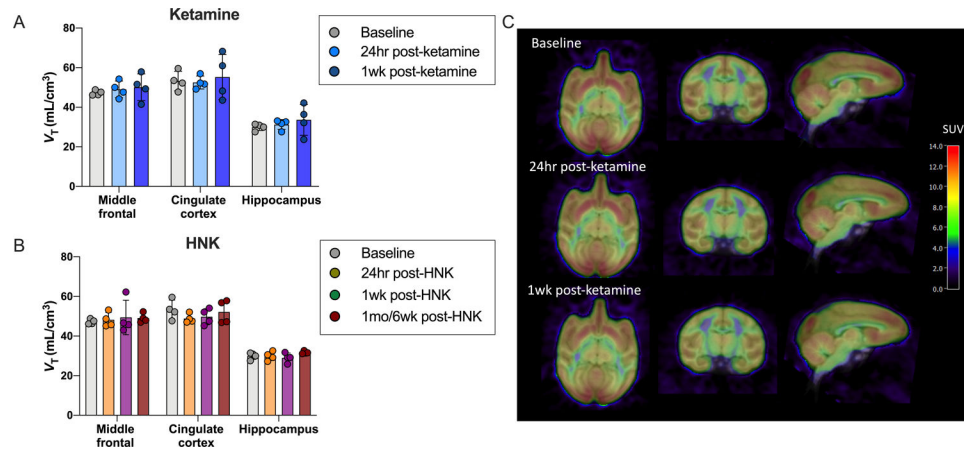 A
Ketamine
V_T (mL/cm³)
80
60
40
20
0
Middle
frontal
Cingulate
cortex
Hippocampus
Baseline
24hr post-ketamine
1wk post-ketamine
B
HNK
V_T (mL/cm³)
80
60
40
20
0
Middle
frontal
Cingulate
cortex
Hippocampus
Baseline
24hr post-HNK
1wk post-HNK
1mo/6wk post-HNK
C
Baseline
24hr post-ketamine
1wk post-ketamine
SUV
14.0
12.0
10.0
8.0
6.0
4.0
2.0
0.0